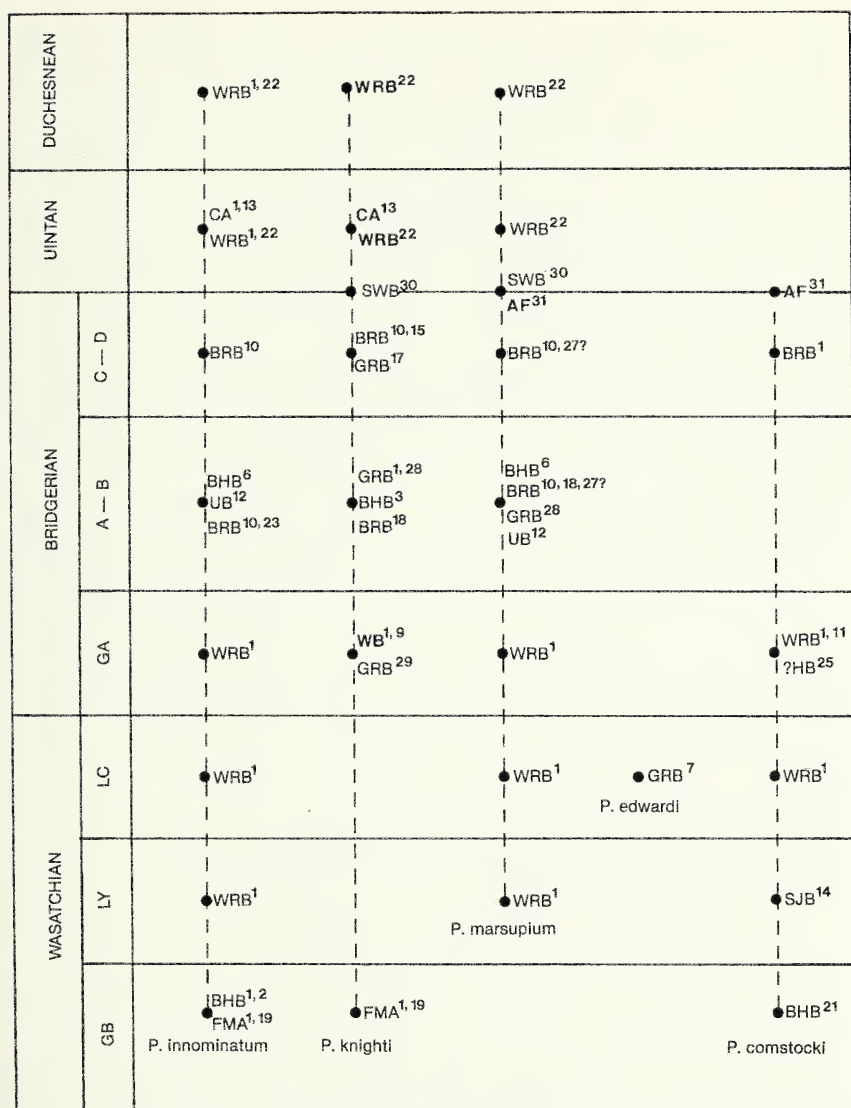 DUCHESNEAN
WRB1, 22
WRB22
WRB22
UINTAN
CA1, 13
WRB1, 22
CA13
WRB22
WRB22
SWB30
SWB30
AF31
AF31
BRIDGERIAN
C — D
BRB10
BRB10, 15
GRB17
BRB10, 27?
BRB1
A — B
BHB6
UB12
BRB10, 23
GRB1, 28
BHB3
BRB18
BHB6
BRB10, 18, 27?
GRB28
UB12
GA
WRB1
WB1, 9
GRB29
WRB1
WRB1, 11
?HB25
WASATCHIAN
LC
WRB1
WRB1
GRB7
P. edwardi
WRB1
LY
WRB1
WRB1
P. marsupium
SJB14
GB
BHB1, 2
FMA1, 19
P. innominatum
FMA1, 19
P. knighti
BHB21
P. comstocki